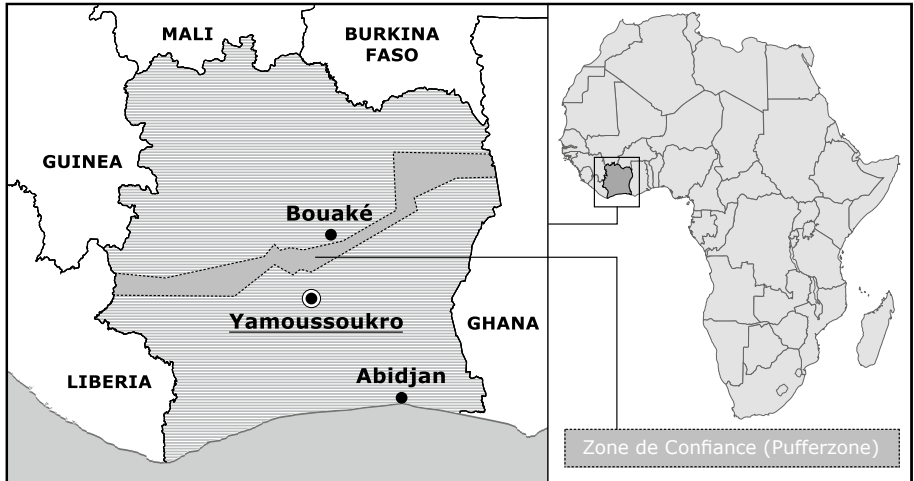 MALI
BURKINA
FASO
GUINEA
Bouaké
Yamoussoukro
GHANA
LIBERIA
Abidjan
Zone de Confiance (Pufferzone)